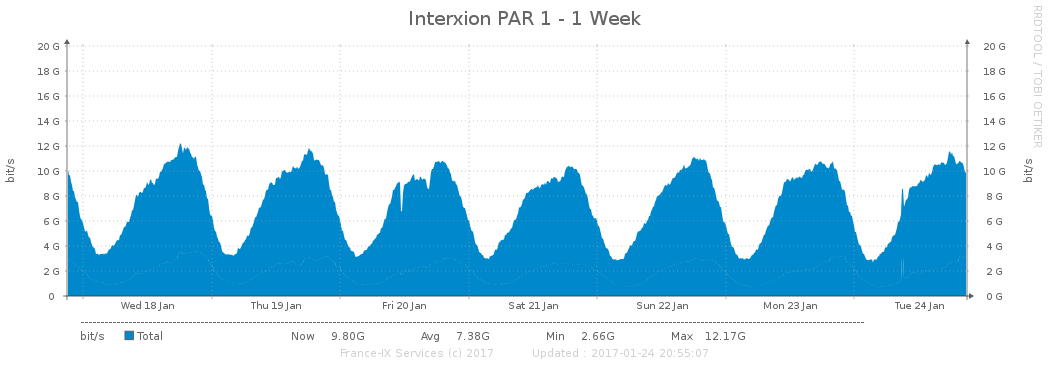 Interxion PAR 1 - 1 Week
RRDTOOL / TOBI OETIKER
bit/s
20 G
18 G
16 G
14 G
12 G
10 G
8 G
6 G
4 G
2 G
0
20 G
18 G
16 G
14 G
12 G
10 G
8 G
6 G
4 G
2 G
0 G
bit/s
Wed 18 Jan Thu 19 Jan Fri 20 Jan Sat 21 Jan Sun 22 Jan Mon 23 Jan Tue 24 Jan
bit/s Total Now 9.80G Avg 7.38G Min 2.66G Max 12.17G
France-IX Services (c) 2017 Updated : 2017-01-24 20:55:07